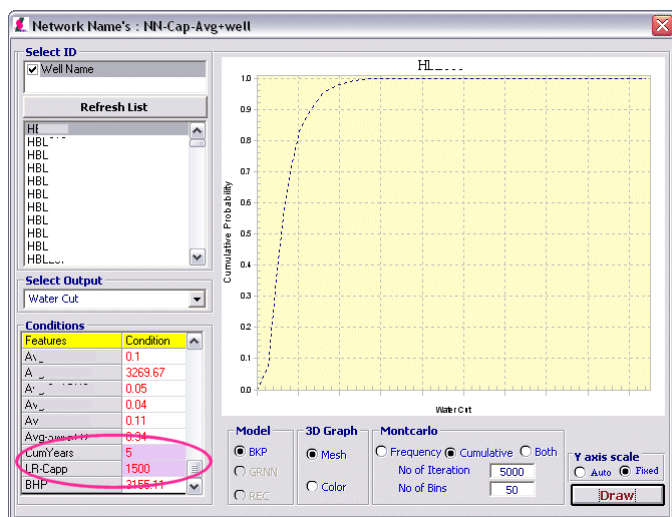 Network Name's : NN-Cap-Avg+well
Select ID
Well Name
Refresh List
HBL
HBL
HBL
HBL
HBL
HBL
HBL
HBL
HBL
Select Output
Water Cut
Conditions
Features Condition
0.1
3269.67
0.05
0.04
Av 0.11
0.34
CumYears 5
LR-Capp 1500
BHP 3155.11
1.0
0.9
0.8
0.7
0.6
0.5
0.4
0.3
0.2
0.1
0.0
Cumulative Probability
Water Cut
Model
BKP
GRNN
REC
3D Graph
Mesh
Color
Montcarlo
Frequency Cumulative Both
No of Iteration 5000
No of Bins 50
Y axis scale
Auto Fixed
Draw